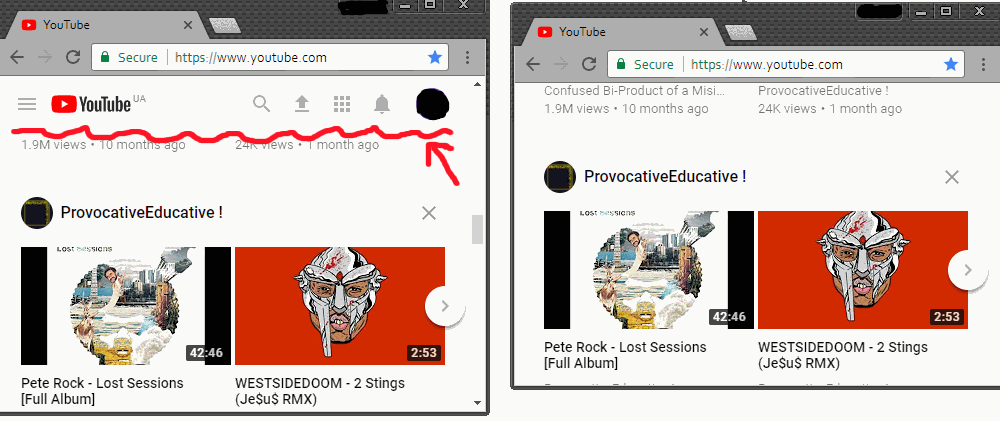 YouTube
Secure
https://www.youtube.com
YouTube UA
1.9M views • 10 months ago
24K views • 1 month ago
ProvocativeEducative !
LOST SESSIONS
42:46
2:53
Pete Rock - Lost Sessions
[Full Album]
WESTSIDEDOOM - 2 Stings
(Je$u$ RMX)
YouTube
Secure
https://www.youtube.com
Confused Bi-Product of a Misi...
ProvocativeEducative !
1.9M views • 10 months ago
24K views • 1 month ago
ProvocativeEducative !
Lost Sessions
42:46
2:53
Pete Rock - Lost Sessions
[Full Album]
WESTSIDEDOOM - 2 Stings
(Je$u$ RMX)